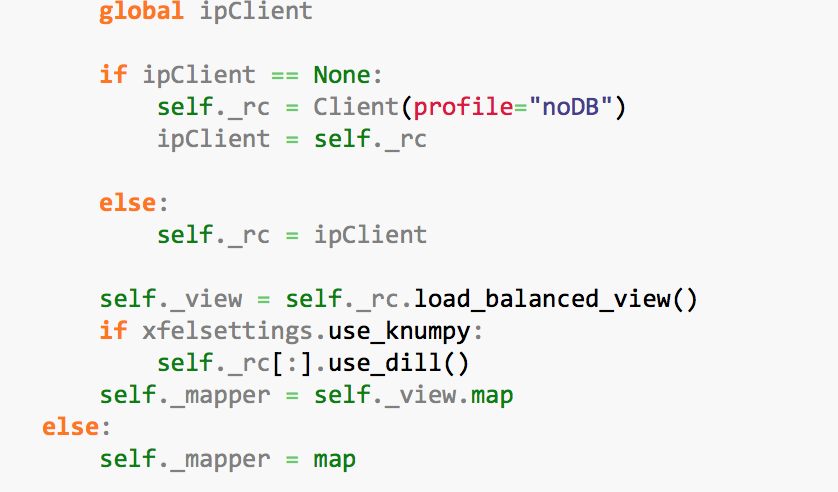 global ipClient
if ipClient == None:
self._rc = Client(profile="noDB")
ipClient = self._rc
else:
self._rc = ipClient
self._view = self._rc.load_balanced_view()
if xfelsettings.use_knumpy:
self._rc[:].use_dill()
self._mapper = self._view.map
else:
self._mapper = map